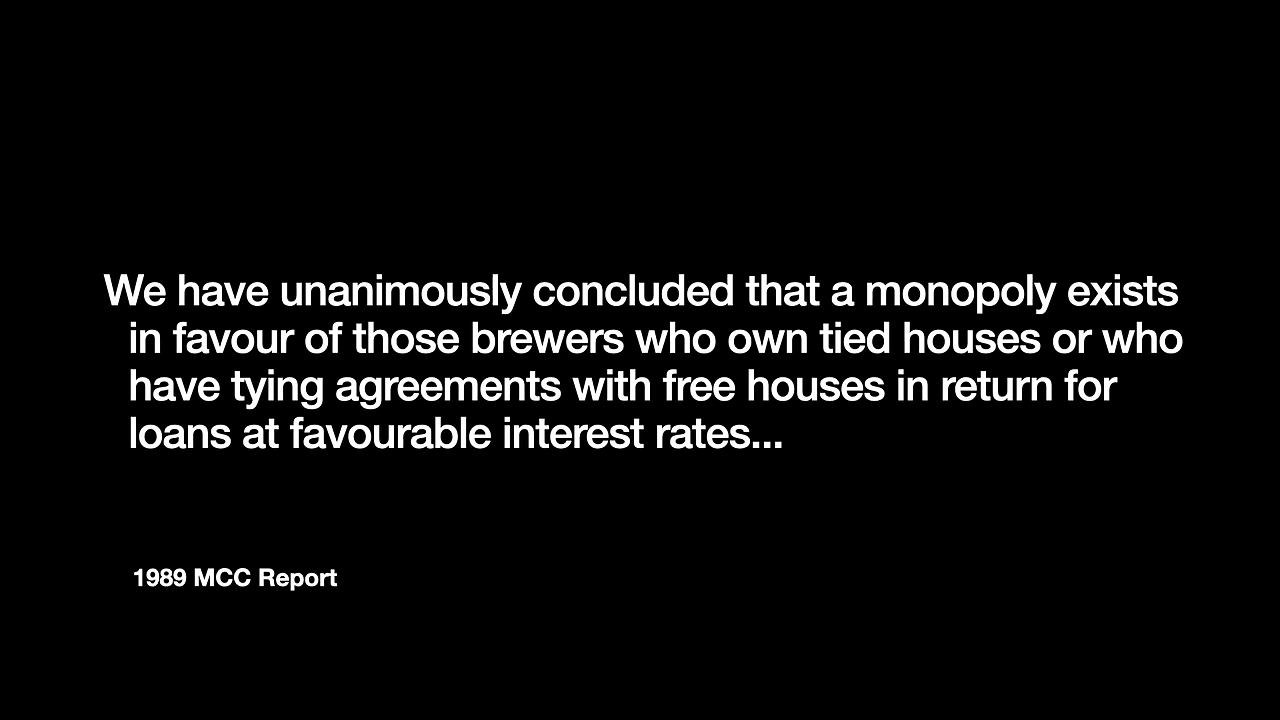 We have unanimously concluded that a monopoly exists
in favour of those brewers who own tied houses or who
have tying agreements with free houses in return for
loans at favourable interest rates...
1989 MCC Report